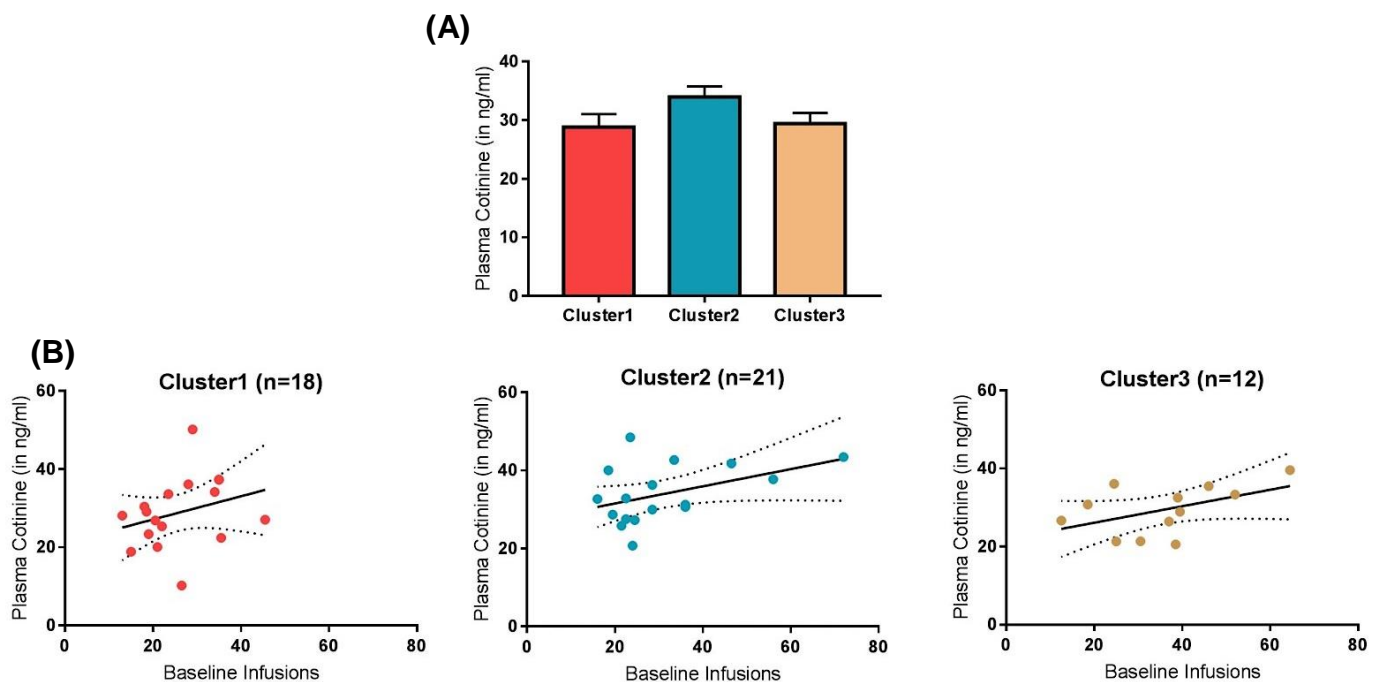 (A)
Plasma Cotinine (in ng/ml)
40
30
20
10
0
Cluster1 Cluster2 Cluster3
(B)
Cluster1 (n=18)
Plasma Cotinine (in ng/ml)
60
40
20
0
0 20 40 60 80
Baseline Infusions
Cluster2 (n=21)
Plasma Cotinine (in ng/ml)
60
40
20
0
0 20 40 60 80
Baseline Infusions
Cluster3 (n=12)
Plasma Cotinine (in ng/ml)
60
40
20
0
0 20 40 60 80
Baseline Infusions